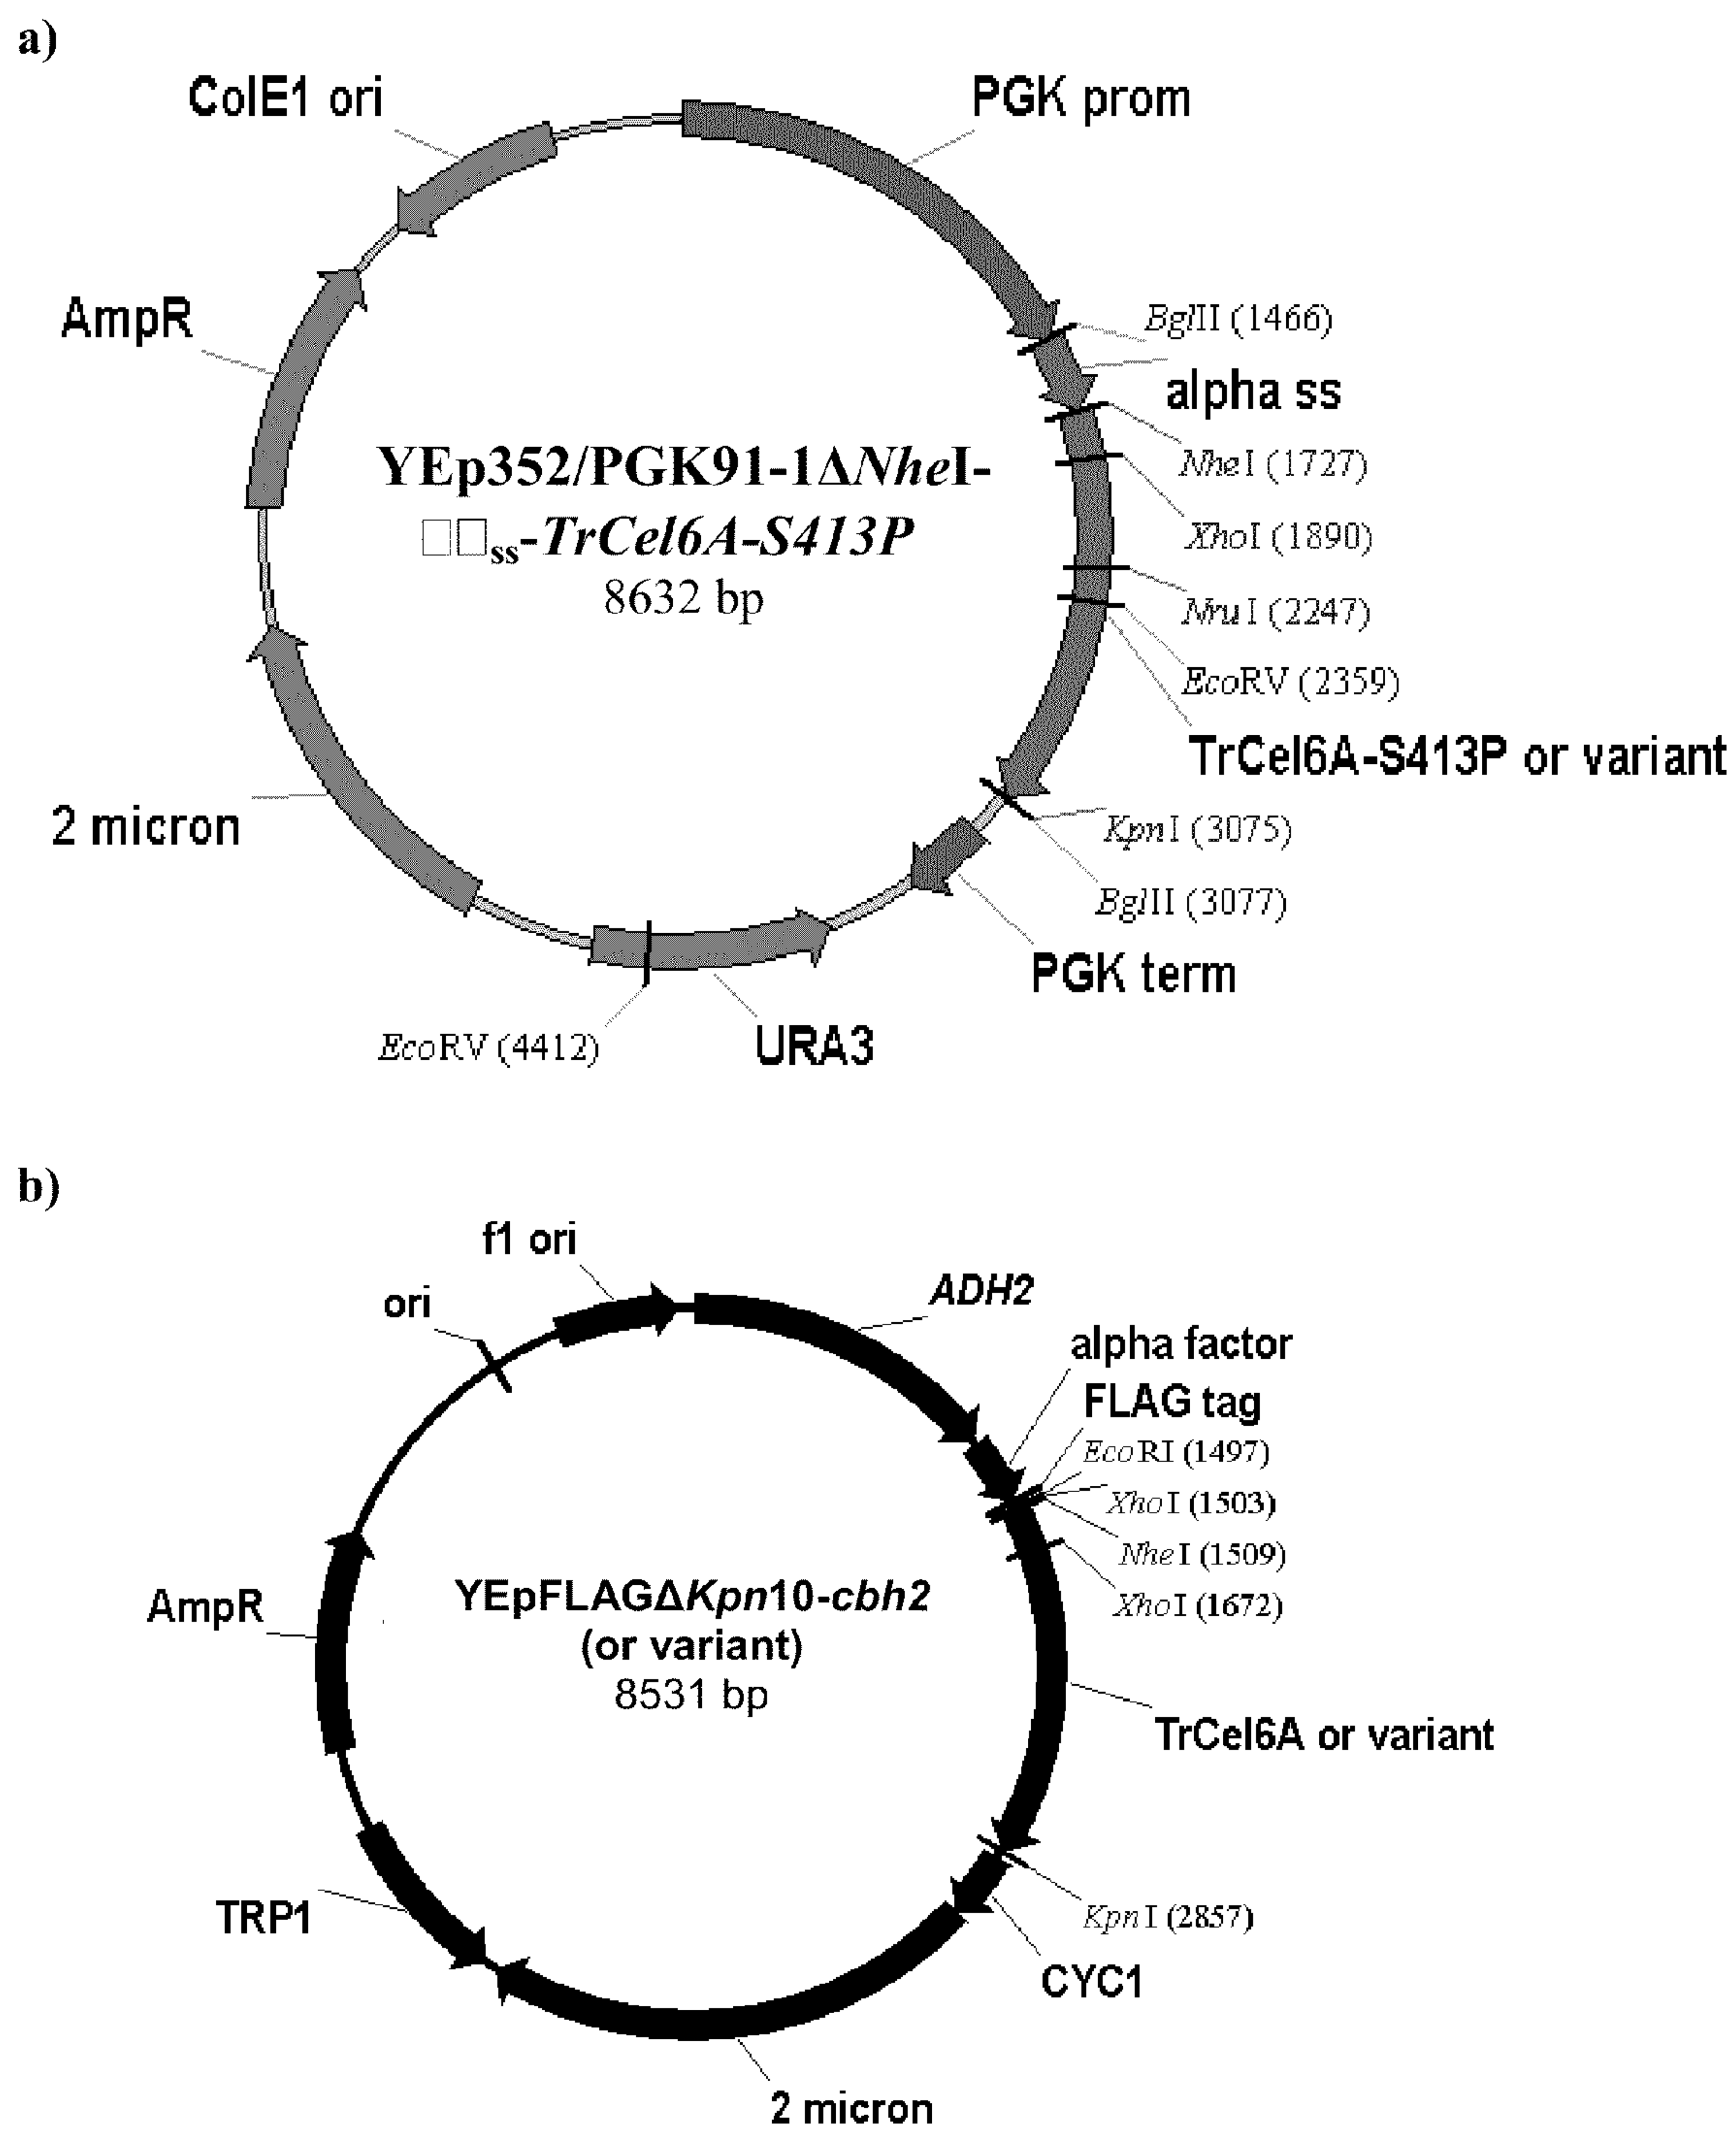 a)
ColE1 ori
PGK prom
AmpR
BglII (1466)
alpha ss
NheI (1727)
XhoI (1890)
NruI (2247)
EcoRV (2359)
TrCel6A-S413P or variant
KpnI (3075)
BglII (3077)
PGK term
YEp352/PGK91-1ΔNheI-
□□ss-TrCel6A-S413P
8632 bp
2 micron
EcoRV (4412)
URA3
b)
f1 ori
ori
ADH2
alpha factor
FLAG tag
EcoRI (1497)
XhoI (1503)
NheI (1509)
XhoI (1672)
AmpR
YEpFLAGΔKpn10-cbh2
(or variant)
8531 bp
TrCel6A or variant
TRP1
KpnI (2857)
CYC1
2 micron